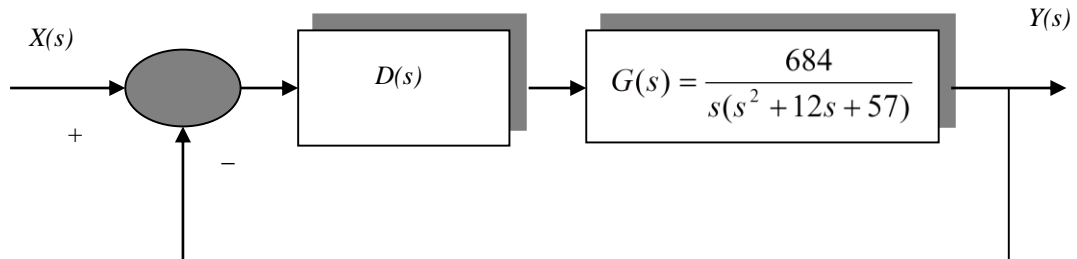 X(s)
Y(s)
D(s)
G(s) = 684 / s(s² + 12s + 57)
+
−